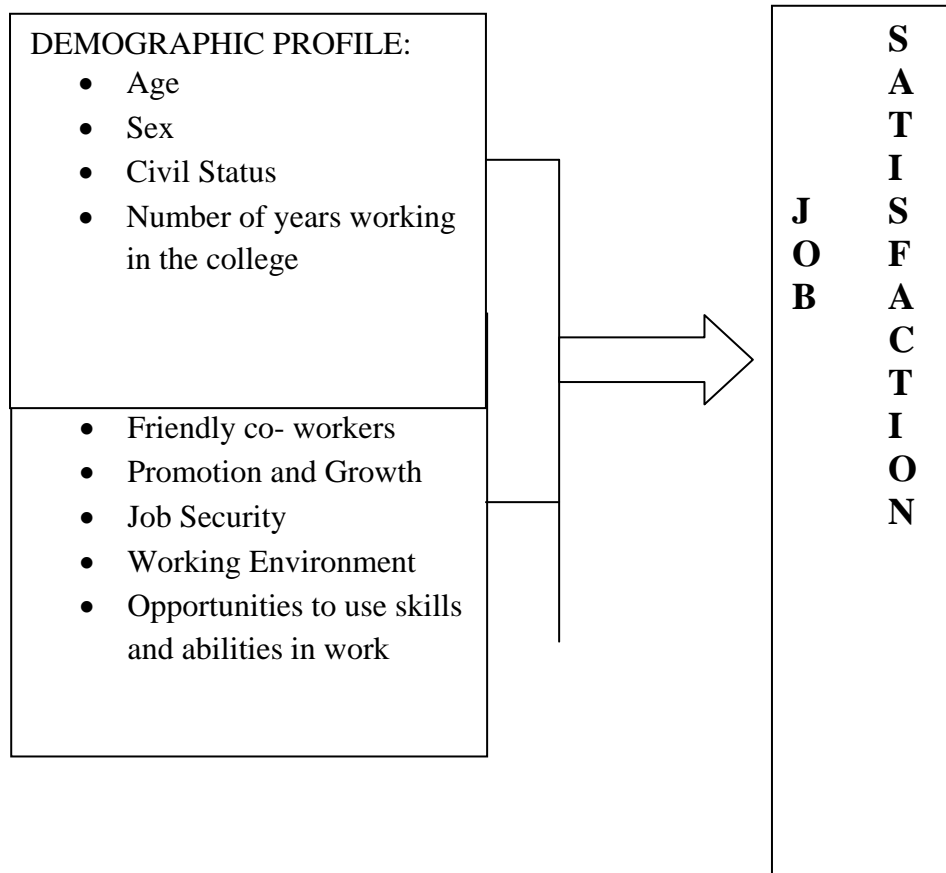 DEMOGRAPHIC PROFILE:
• Age
• Sex
• Civil Status
• Number of years working
in the college
• Friendly co- workers
• Promotion and Growth
• Job Security
• Working Environment
• Opportunities to use skills
and abilities in work
JOB
SATISFACTION